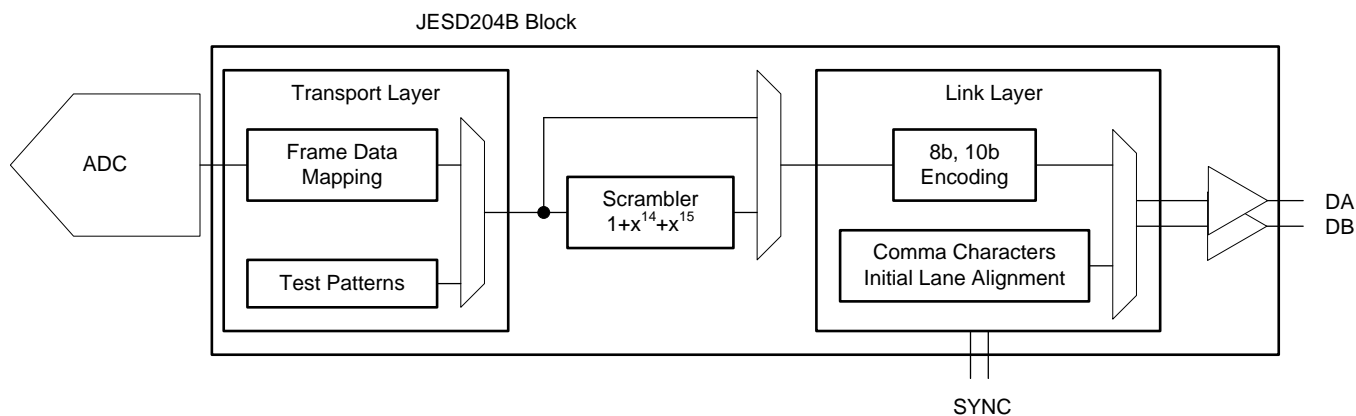 JESD204B Block
Transport Layer
Link Layer
ADC
Frame Data
Mapping
8b, 10b
Encoding
Scrambler
1+x¹⁴+x¹⁵
DA
DB
Test Patterns
Comma Characters
Initial Lane Alignment
SYNC